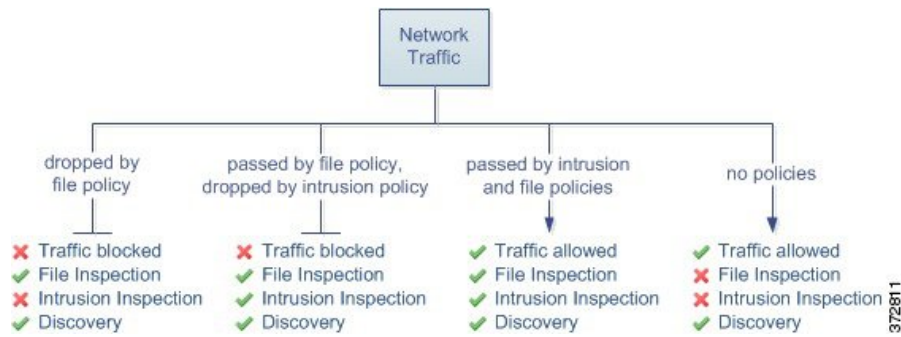 Network
Traffic
dropped by
file policy
passed by file policy,
dropped by intrusion policy
passed by intrusion
and file policies
no policies
Traffic blocked
File Inspection
Intrusion Inspection
Discovery
Traffic blocked
File Inspection
Intrusion Inspection
Discovery
Traffic allowed
File Inspection
Intrusion Inspection
Discovery
Traffic allowed
File Inspection
Intrusion Inspection
Discovery
372811